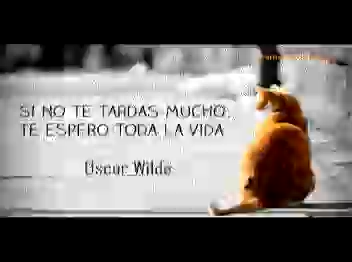 SI NO TE TARDAS MUCHO,
TE ESPERO TODA LA VIDA
Oscar Wilde